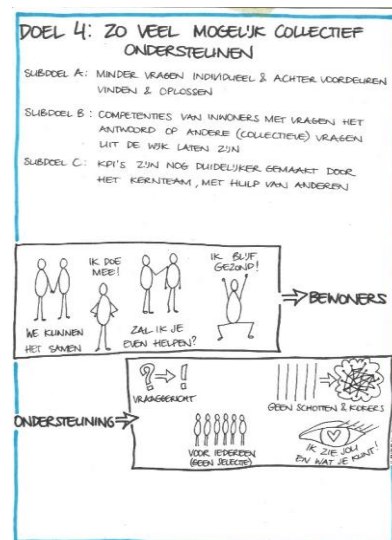 DOEL 4: ZO VEEL MOGELIJK COLLECTIEF
ONDERSTEUNEN
SUBDOEL A: MINDER VRAGEN INDIVIDUEEL & ACHTER VOORDEUREN
VINDEN & OPLOSSEN
SUBDOEL B: COMPETENTIES VAN INWONERS MET VRAGEN HET
ANTWOORD OP ANDERE (COLLECTIEVE) VRAGEN
UIT DE WIJK LATEN ZIJN
SUBDOEL C: KPI'S ZIJN NOG DUIDELIJKER GEMAAKT DOOR
HET KERNTEAM, MET HULP VAN ANDEREN
IK DOE
MEE!
IK BLIJF
GEZOND!
WE KUNNEN
HET SAMEN
ZAL IK JE
EVEN HELPEN?
⇒ BEWONERS
ONDERSTEUNING ⇒
? ⇒ !
VRAAGGERICHT
GEEN SCHOTTEN & KOKERS
VOOR IEDEREEN
(GEEN SELECTIE)
IK ZIE JOU
EN WAT JE KUNT!